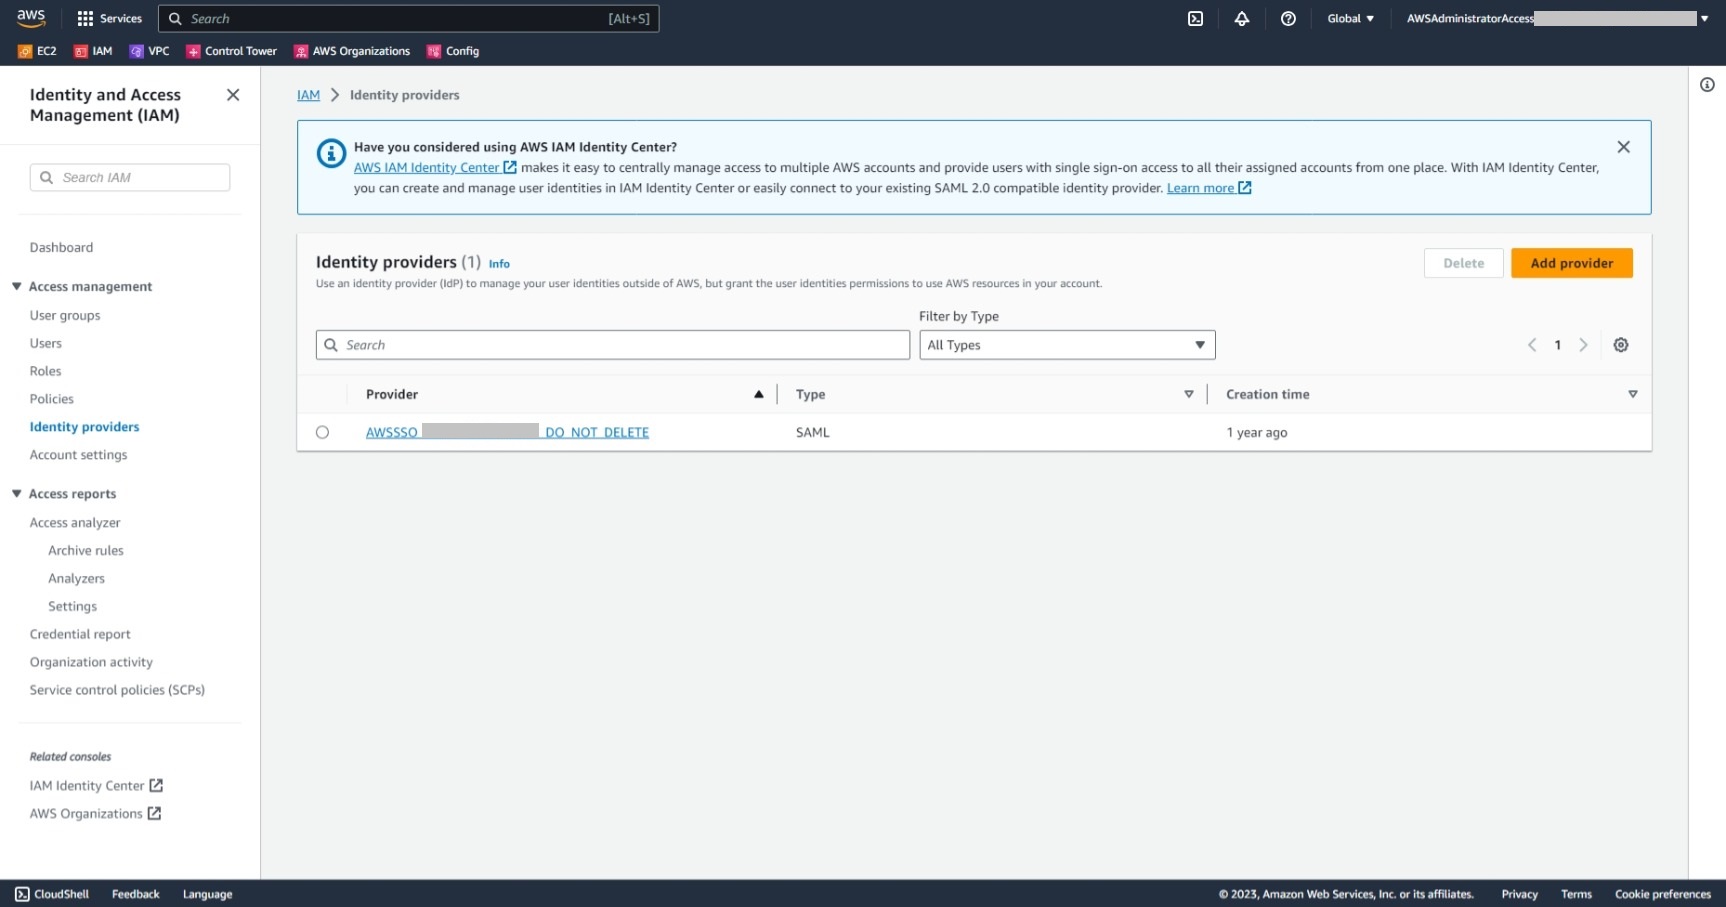 aws
Services
Search
[Alt+S]
Global
AWSAdministratorAccess
EC2
IAM
VPC
Control Tower
AWS Organizations
Config
Identity and Access
Management (IAM)
Search IAM
Dashboard
Access management
User groups
Users
Roles
Policies
Identity providers
Account settings
Access reports
Access analyzer
Archive rules
Analyzers
Settings
Credential report
Organization activity
Service control policies (SCPs)
Related consoles
IAM Identity Center
AWS Organizations
IAM > Identity providers
Have you considered using AWS IAM Identity Center?
AWS IAM Identity Center makes it easy to centrally manage access to multiple AWS accounts and provide users with single sign-on access to all their assigned accounts from one place. With IAM Identity Center,
you can create and manage user identities in IAM Identity Center or easily connect to your existing SAML 2.0 compatible identity provider. Learn more
Identity providers (1) Info
Use an identity provider (IdP) to manage your user identities outside of AWS, but grant the user identities permissions to use AWS resources in your account.
Delete
Add provider
Filter by Type
Search
All Types
1
Provider
Type
Creation time
AWSSSO_ _DO_NOT_DELETE
SAML
1 year ago
CloudShell
Feedback
Language
© 2023, Amazon Web Services, Inc. or its affiliates.
Privacy
Terms
Cookie preferences